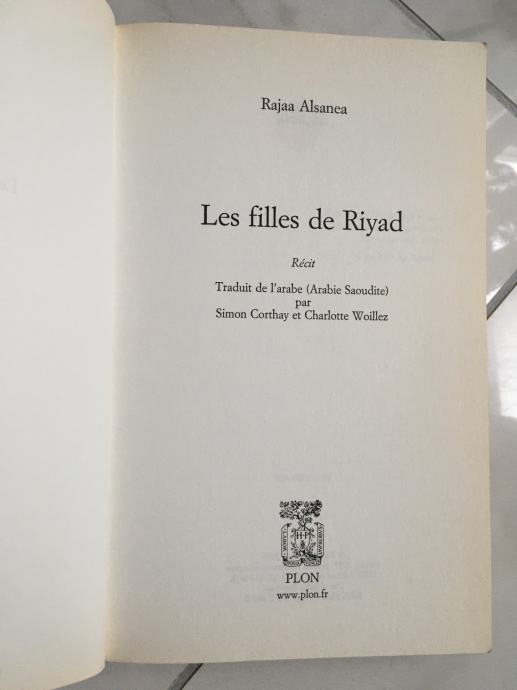 Rajaa Alsanea
Les filles de Riyad
Récit
Traduit de l'arabe (Arabie Saoudite)
par
Simon Corthay et Charlotte Woillez
H·P
PLON
www.plon.fr